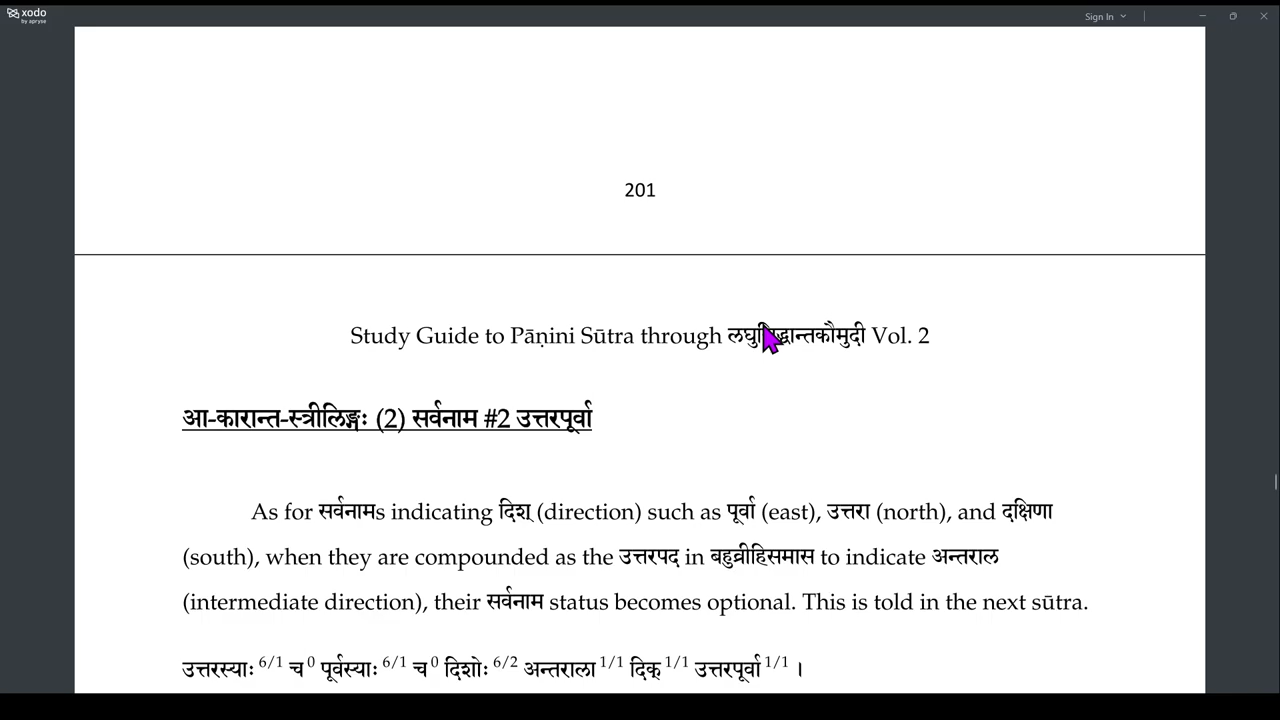 xodo
by apryse
Sign In
201
Study Guide to Pāṇini Sūtra through लघुसिद्धान्तकौमुदी Vol. 2
आ-कारान्त-स्त्रीलिङ्गः (2) सर्वनाम #2 उत्तरपूर्वा
As for सर्वनामs indicating दिश् (direction) such as पूर्वा (east), उत्तरा (north), and दक्षिणा
(south), when they are compounded as the उत्तरपद in बहुव्रीहिसमास to indicate अन्तराल
(intermediate direction), their सर्वनाम status becomes optional. This is told in the next sūtra.
उत्तरस्याः 6/1 च 0 पूर्वस्याः 6/1 च 0 दिशोः 6/2 अन्तराला 1/1 दिक् 1/1 उत्तरपूर्वा 1/1 ।